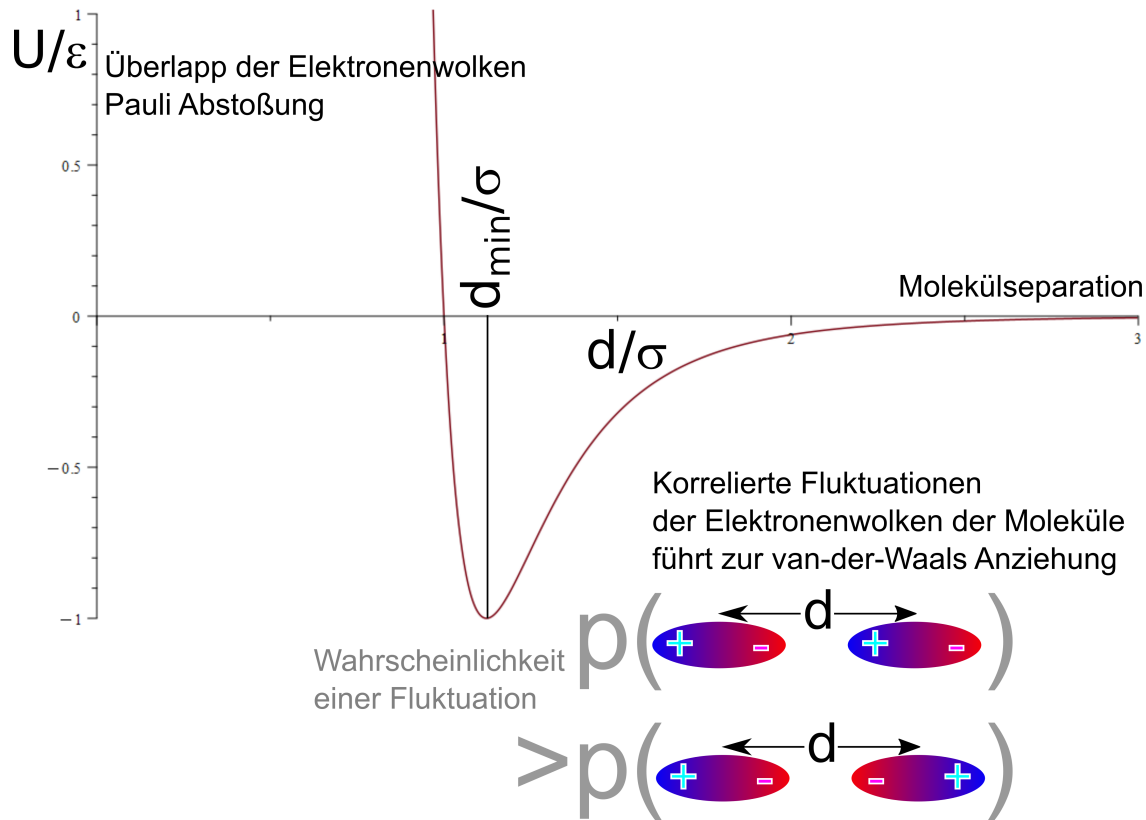 1
U/ε
Überlapp der Elektronenwolken
Pauli Abstoßung
0.5
d_min/σ
Molekülseparation
0
1
2
3
d/σ
−0.5
Korrelierte Fluktuationen
der Elektronenwolken der Moleküle
führt zur van-der-Waals Anziehung
−1
Wahrscheinlichkeit
einer Fluktuation
p( d )
+ - + -
>p( d )
+ - - +